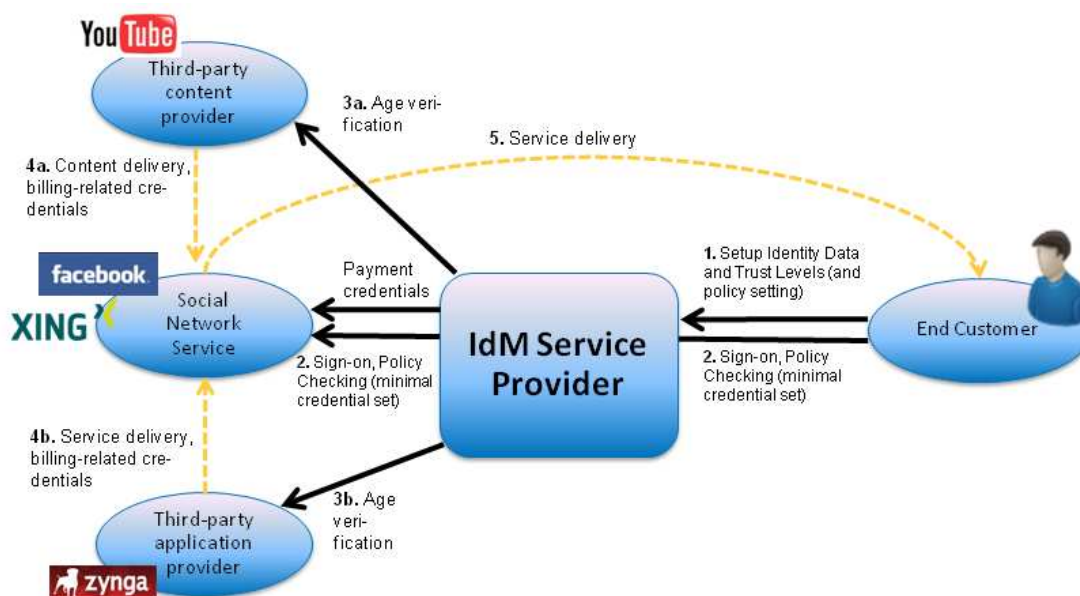 You Tube
Third-party
content
provider
3a. Age veri-
fication
5. Service delivery
4a. Content delivery,
billing-related cre-
dentials
facebook
XING
Social
Network
Service
Payment
credentials
2. Sign-on, Policy
Checking (minimal
credential set)
IdM Service
Provider
1. Setup Identity Data
and Trust Levels (and
policy setting)
End Customer
2. Sign-on, Policy
Checking (minimal
credential set)
4b. Service delivery,
billing-related cre-
dentials
3b. Age
veri-
fication
Third-party
application
provider
zynga